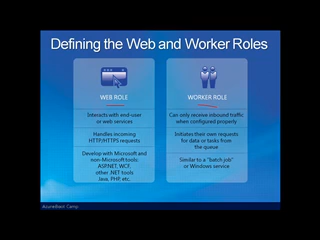 Defining the Web and Worker Roles
WEB ROLE
Interacts with end-user
or web services
Handles incoming
HTTP/HTTPS requests
Develop with Microsoft and
non-Microsoft tools:
ASP.NET, WCF,
other .NET tools
Java, PHP, etc.
WORKER ROLE
Can only receive inbound traffic
when configured properly
Initiates their own requests
for data or tasks from
the queue
Similar to a "batch job"
or Windows service
Azure Boot Camp